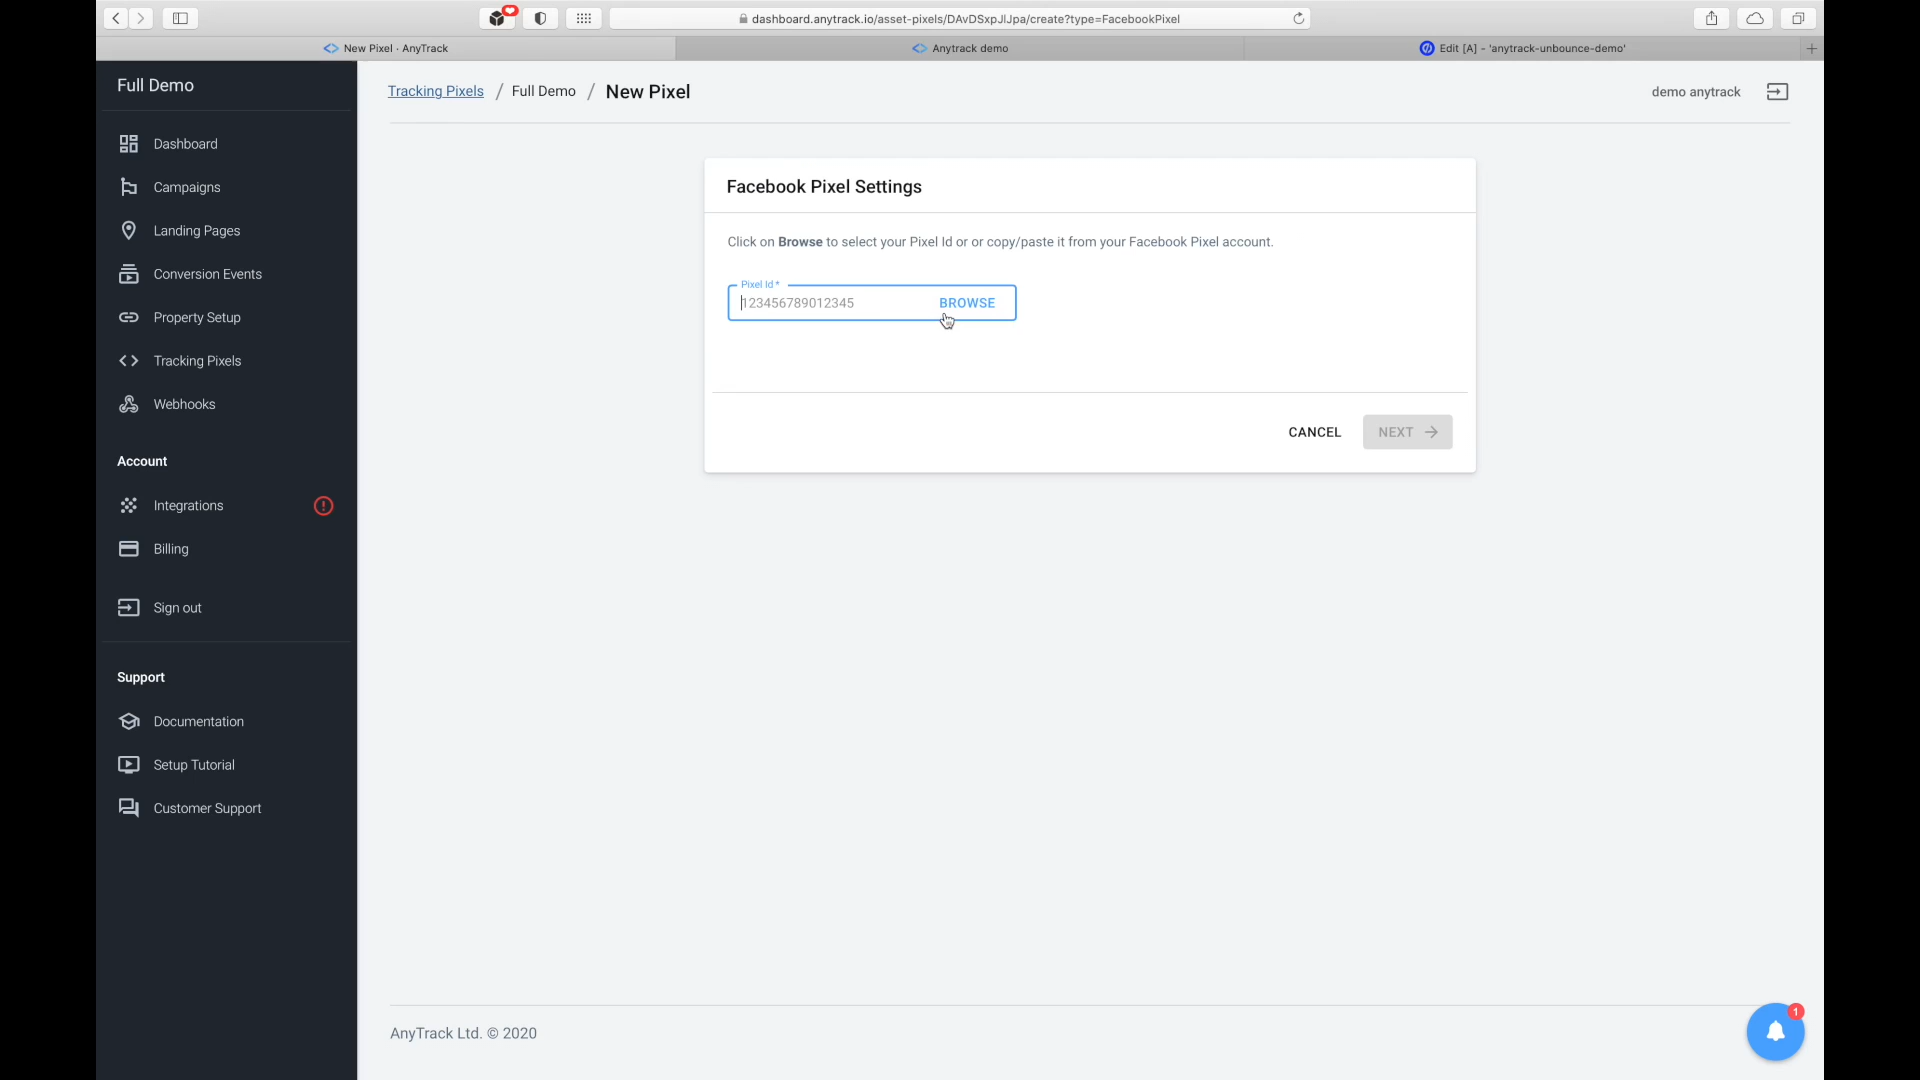 dashboard.anytrack.io/asset-pixels/DAvDSxpJlJpa/create?type=FacebookPixel
New Pixel · AnyTrack
Anytrack demo
Edit [A] - 'anytrack-unbounce-demo'
Full Demo
Dashboard
Campaigns
Landing Pages
Conversion Events
Property Setup
Tracking Pixels
Webhooks
Account
Integrations
Billing
Sign out
Support
Documentation
Setup Tutorial
Customer Support
Tracking Pixels / Full Demo / New Pixel
demo anytrack
Facebook Pixel Settings
Click on Browse to select your Pixel Id or or copy/paste it from your Facebook Pixel account.
Pixel Id *
123456789012345 BROWSE
CANCEL NEXT
AnyTrack Ltd. © 2020
1